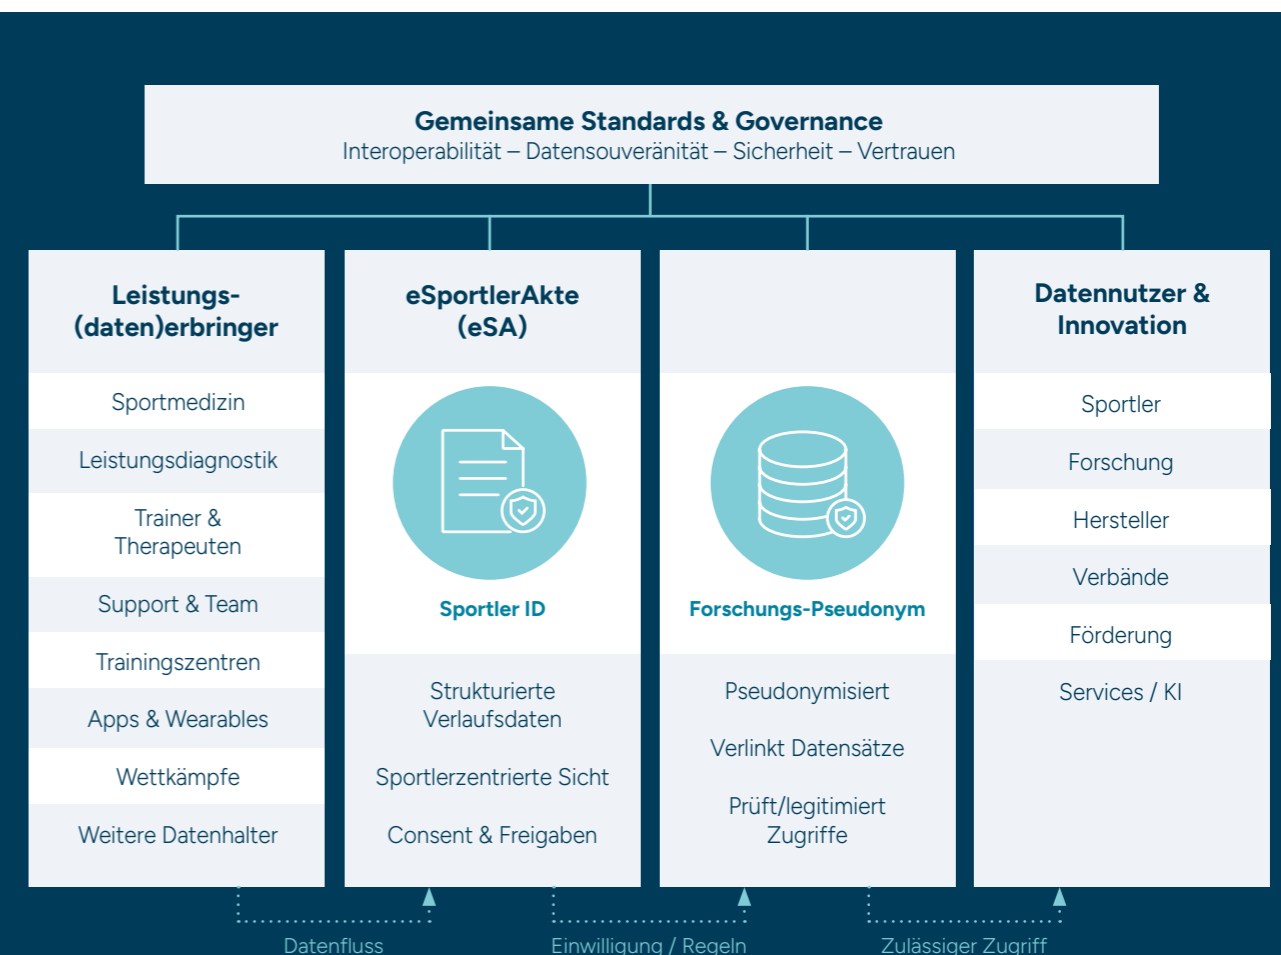 Gemeinsame Standards & Governance
Interoperabilität – Datensouveränität – Sicherheit – Vertrauen
Leistungs-
(daten)erbringer
Sportmedizin
Leistungsdiagnostik
Trainer &
Therapeuten
Support & Team
Trainingszentren
Apps & Wearables
Wettkämpfe
Weitere Datenhalter
eSportlerAkte
(eSA)
Sportler ID
Strukturierte
Verlaufsdaten
Sportlerzentrierte Sicht
Consent & Freigaben
Forschungs-Pseudonym
Pseudonymisiert
Verlinkt Datensätze
Prüft/legitimiert
Zugriffe
Datennutzer &
Innovation
Sportler
Forschung
Hersteller
Verbände
Förderung
Services / KI
Datenfluss
Einwilligung / Regeln
Zulässiger Zugriff